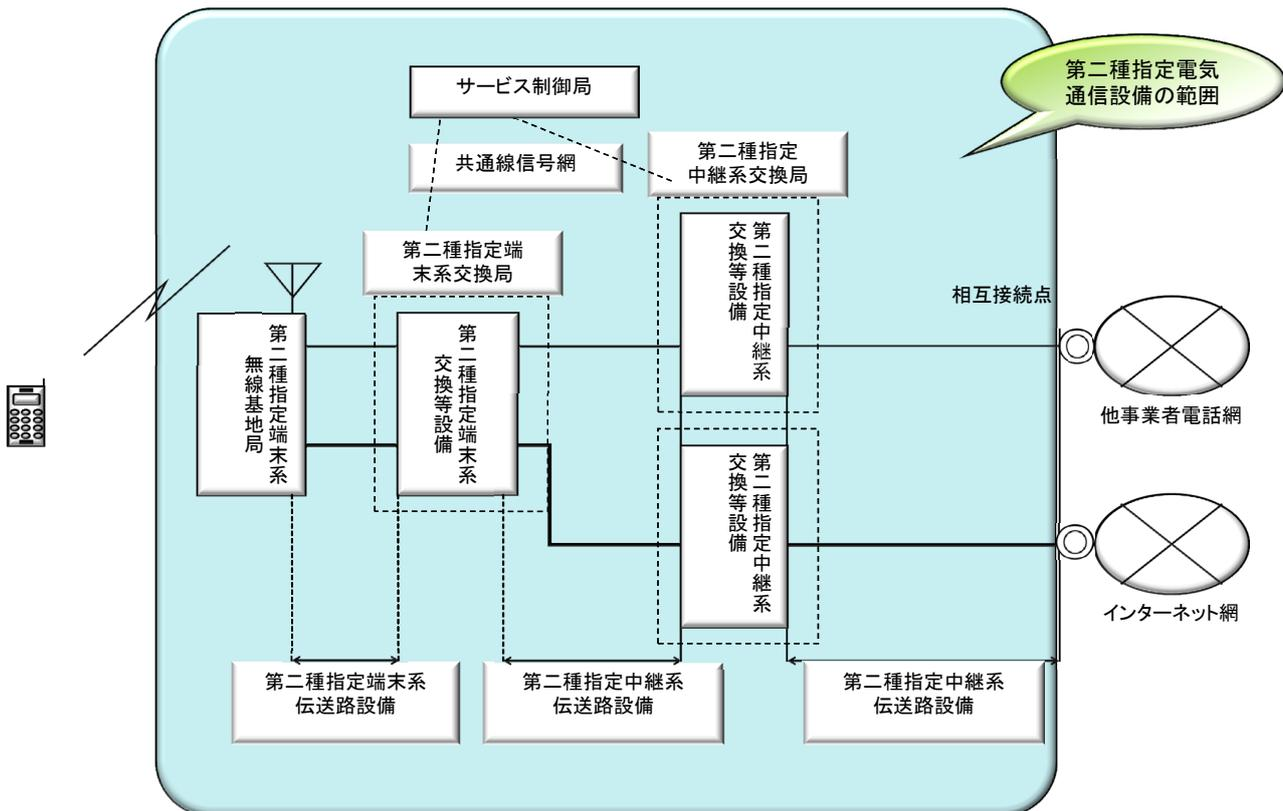 第二種指定電気
通信設備の範囲
サービス制御局
共通線信号網
第二種指定
中継系交換局
第二種指定端
末系交換局
第二種指定端末系
無線基地局
第二種指定端末系
交換等設備
第二種指定中継系
交換等設備
第二種指定中継系
交換等設備
相互接続点
他事業者電話網
インターネット網
第二種指定端末系
伝送路設備
第二種指定中継系
伝送路設備
第二種指定中継系
伝送路設備